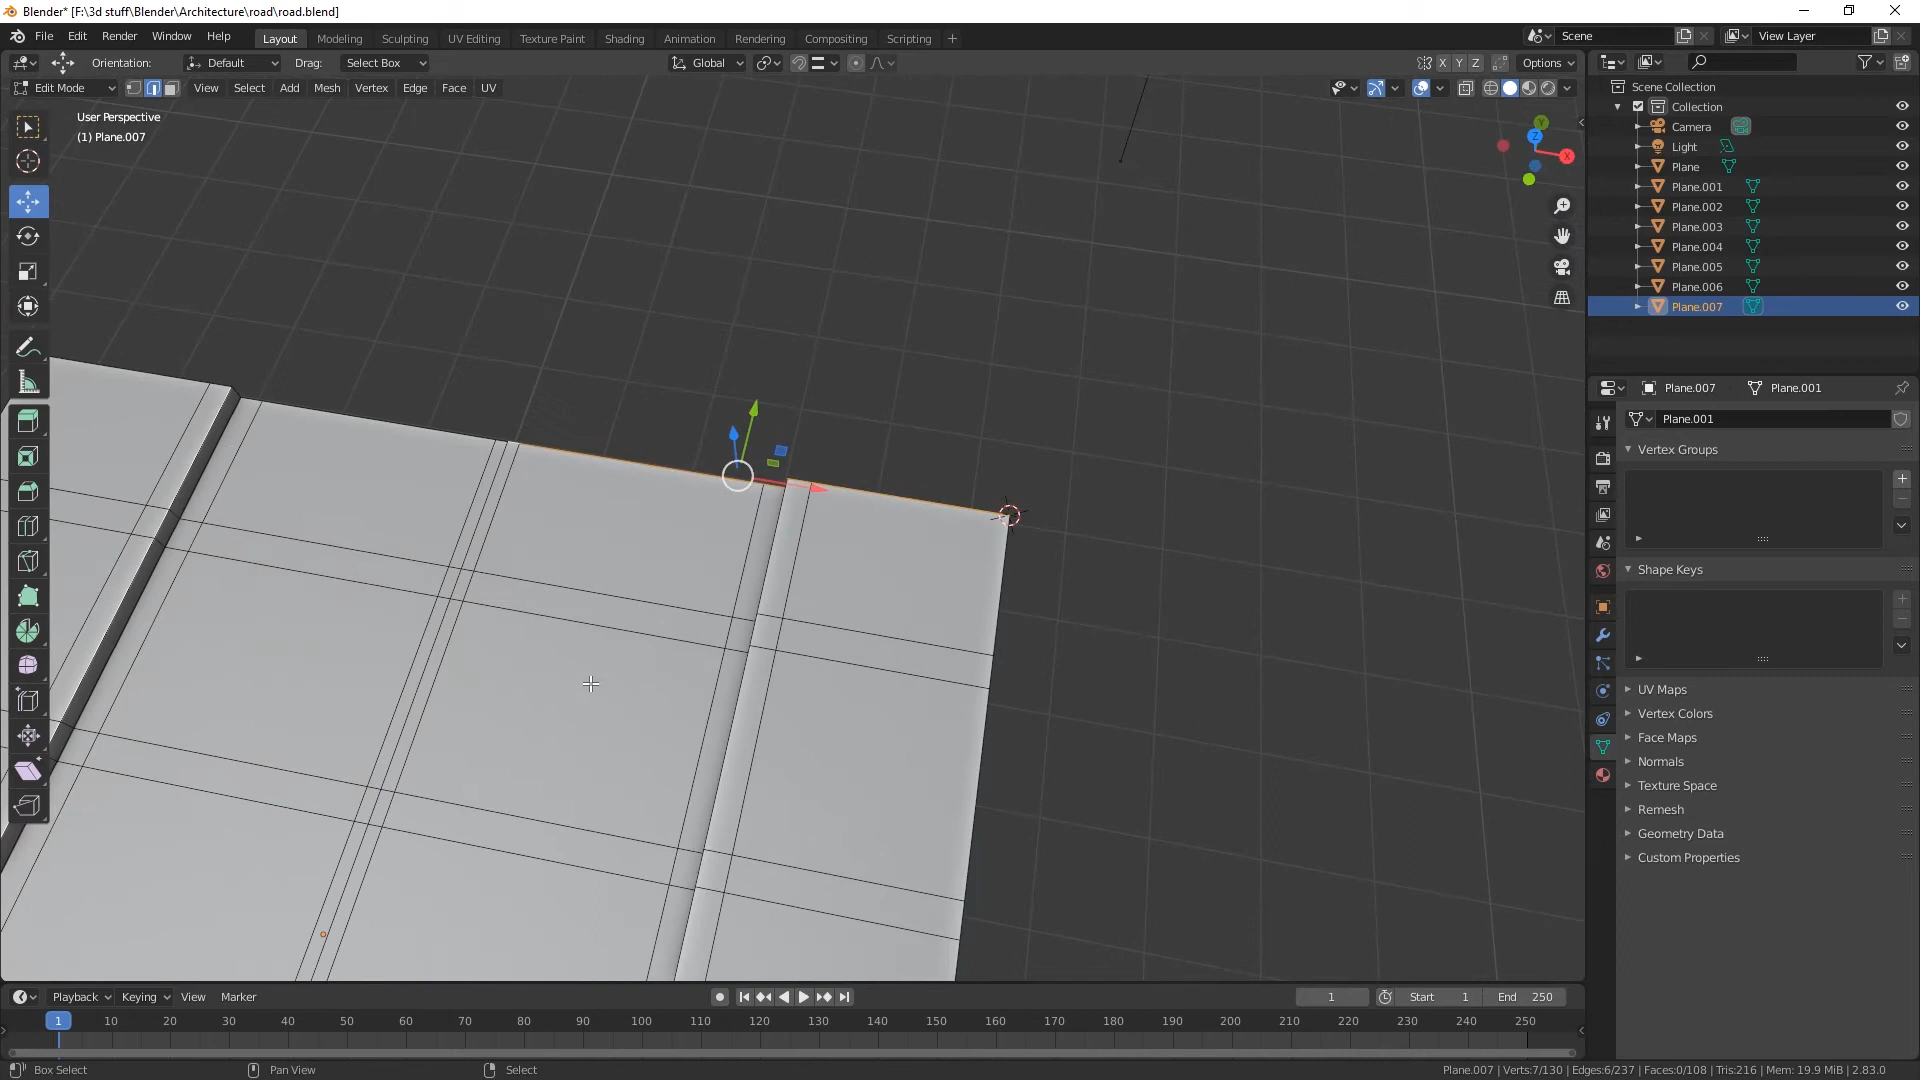 Blender* [F:\3d stuff\Blender\Architecture\road\road.blend]
File Edit Render Window Help
Layout Modeling Sculpting UV Editing Texture Paint Shading Animation Rendering Compositing Scripting +
Scene
View Layer
Orientation: Default Drag: Select Box Global X Y Z Options
Edit Mode View Select Add Mesh Vertex Edge Face UV
User Perspective
(1) Plane.007
Y
Z
X
Scene Collection
Collection
Camera
Light
Plane
Plane.001
Plane.002
Plane.003
Plane.004
Plane.005
Plane.006
Plane.007
Plane.007 Plane.001
Plane.001
Vertex Groups
Shape Keys
UV Maps
Vertex Colors
Face Maps
Normals
Texture Space
Remesh
Geometry Data
Custom Properties
Playback Keying View Marker
1 Start 1 End 250
1 10 20 30 40 50 60 70 80 90 100 110 120 130 140 150 160 170 180 190 200 210 220 230 240 250
Box Select Pan View Select
Plane.007 | Verts:7/130 | Edges:6/237 | Faces:0/108 | Tris:216 | Mem: 19.9 MiB | 2.83.0